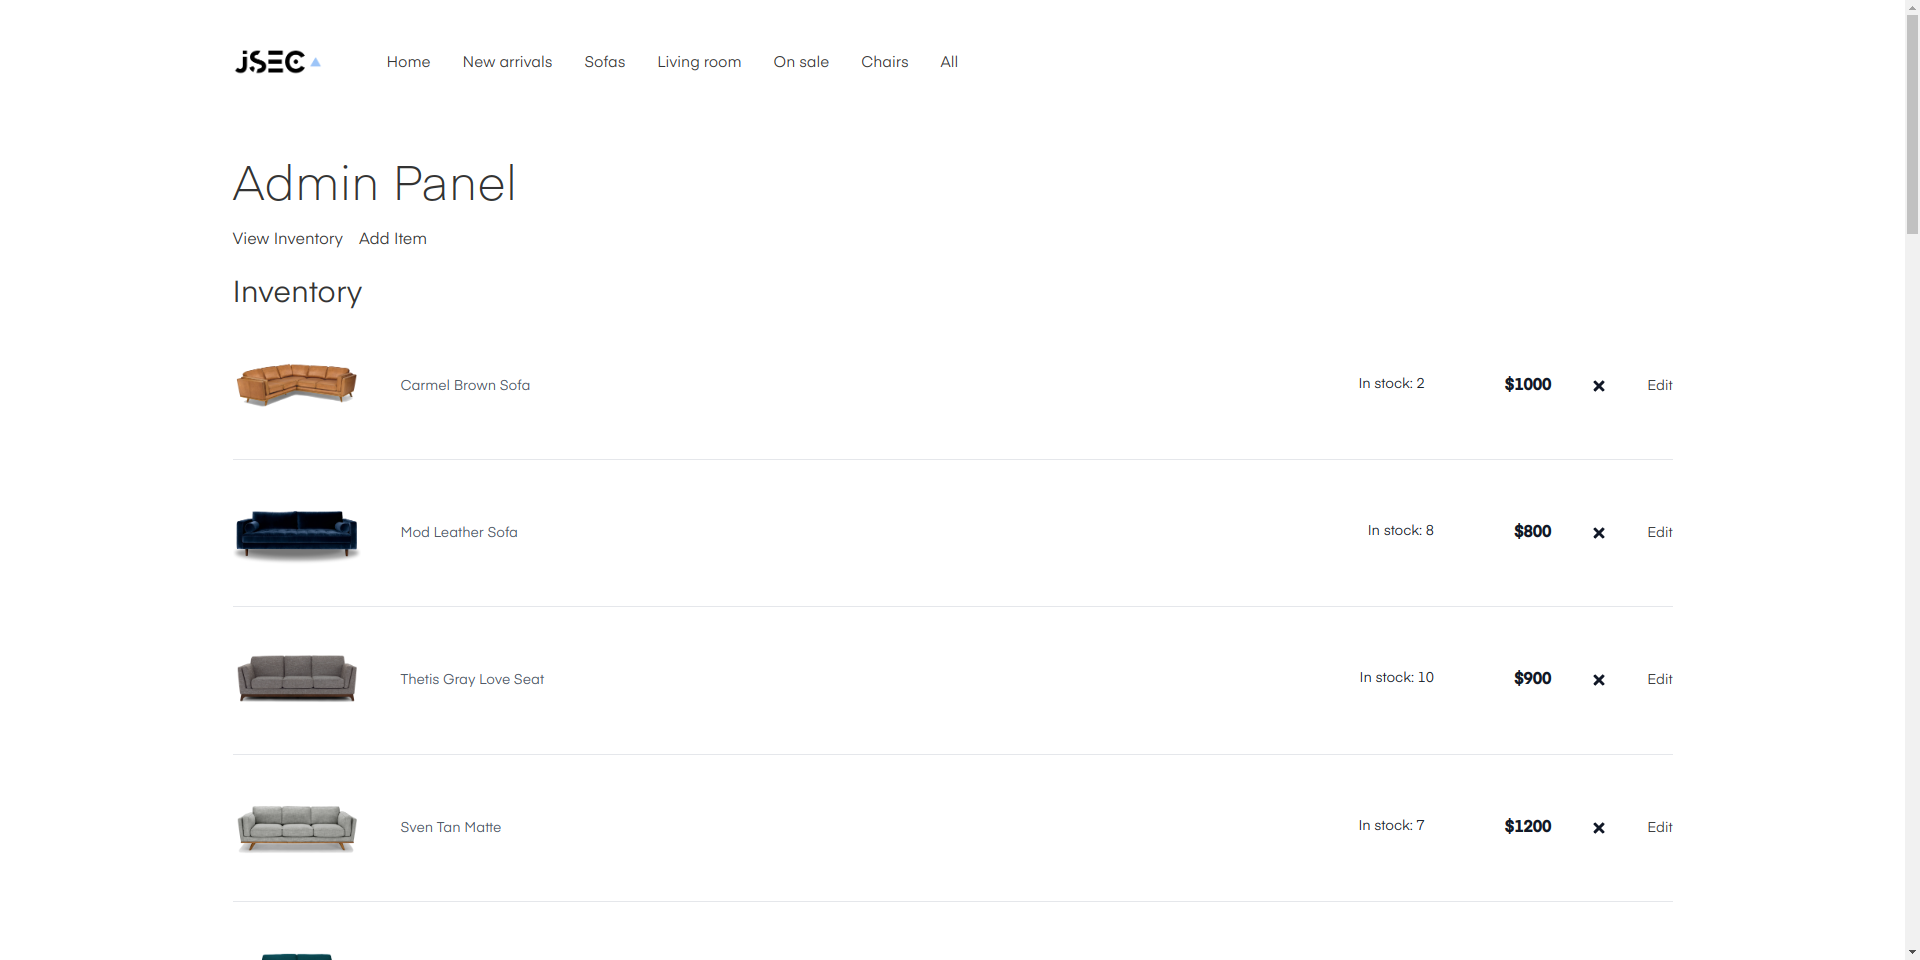 JSEC
Home New arrivals Sofas Living room On sale Chairs All
Admin Panel
View Inventory Add Item
Inventory
Carmel Brown Sofa In stock: 2 $1000 × Edit
Mod Leather Sofa In stock: 8 $800 × Edit
Thetis Gray Love Seat In stock: 10 $900 × Edit
Sven Tan Matte In stock: 7 $1200 × Edit